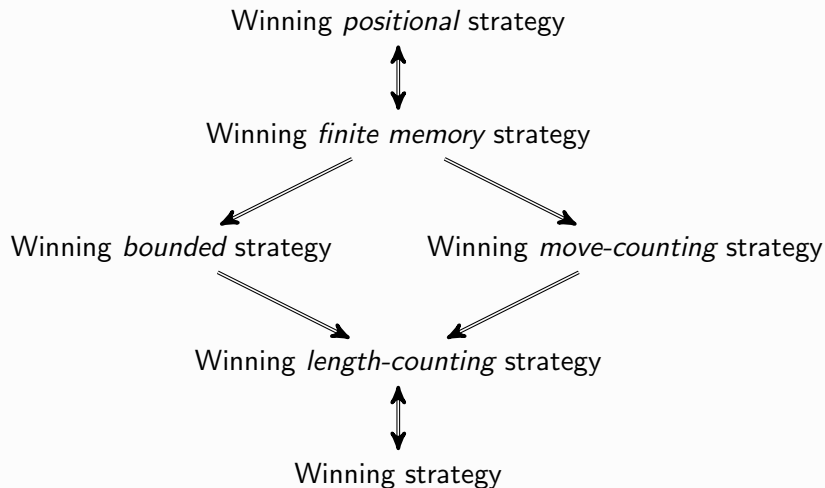 Winning positional strategy
Winning finite memory strategy
Winning bounded strategy
Winning move-counting strategy
Winning length-counting strategy
Winning strategy